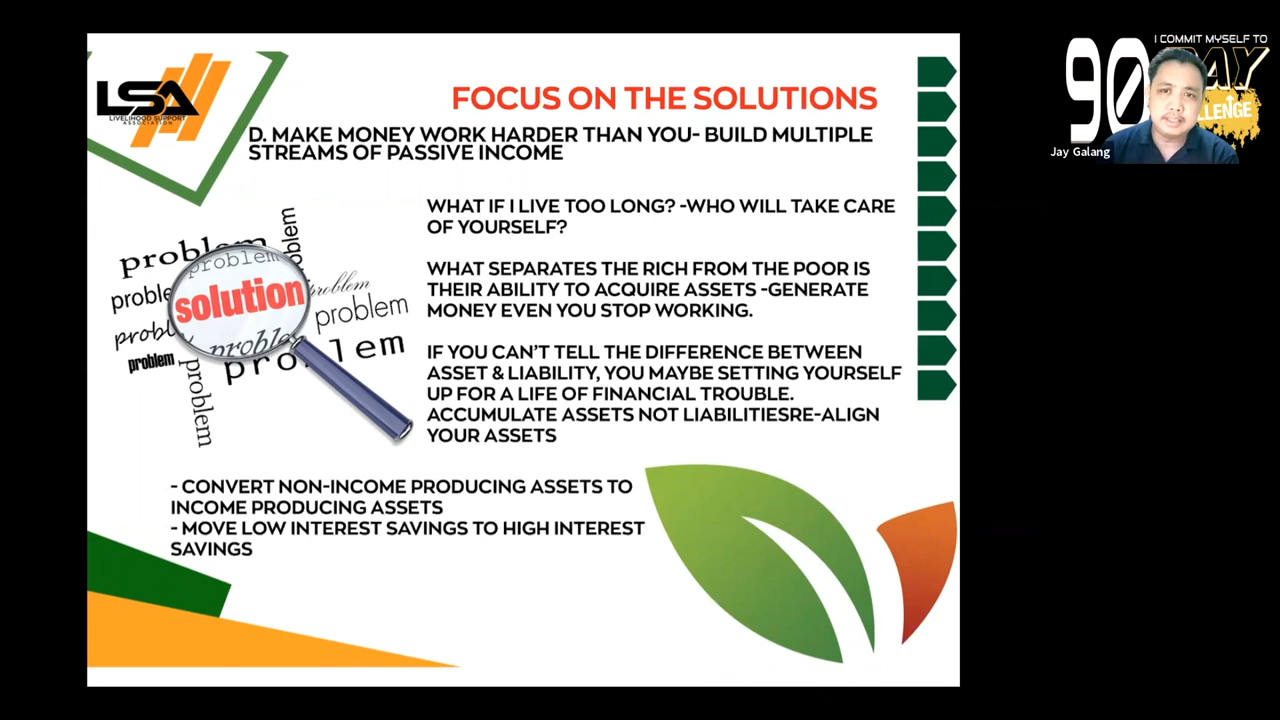 LSA
LIVELIHOOD SUPPORT
ASSOCIATION
FOCUS ON THE SOLUTIONS
D. MAKE MONEY WORK HARDER THAN YOU- BUILD MULTIPLE
STREAMS OF PASSIVE INCOME
WHAT IF I LIVE TOO LONG? -WHO WILL TAKE CARE
OF YOURSELF?
WHAT SEPARATES THE RICH FROM THE POOR IS
THEIR ABILITY TO ACQUIRE ASSETS -GENERATE
MONEY EVEN YOU STOP WORKING.
IF YOU CAN'T TELL THE DIFFERENCE BETWEEN
ASSET & LIABILITY, YOU MAYBE SETTING YOURSELF
UP FOR A LIFE OF FINANCIAL TROUBLE.
ACCUMULATE ASSETS NOT LIABILITIESRE-ALIGN
YOUR ASSETS
problem
problem
problem
solution
problem
problem
problem
problem
problem
- CONVERT NON-INCOME PRODUCING ASSETS TO
INCOME PRODUCING ASSETS
- MOVE LOW INTEREST SAVINGS TO HIGH INTEREST
SAVINGS
I COMMIT MYSELF TO
90 AY
LLENGE
Jay Galang